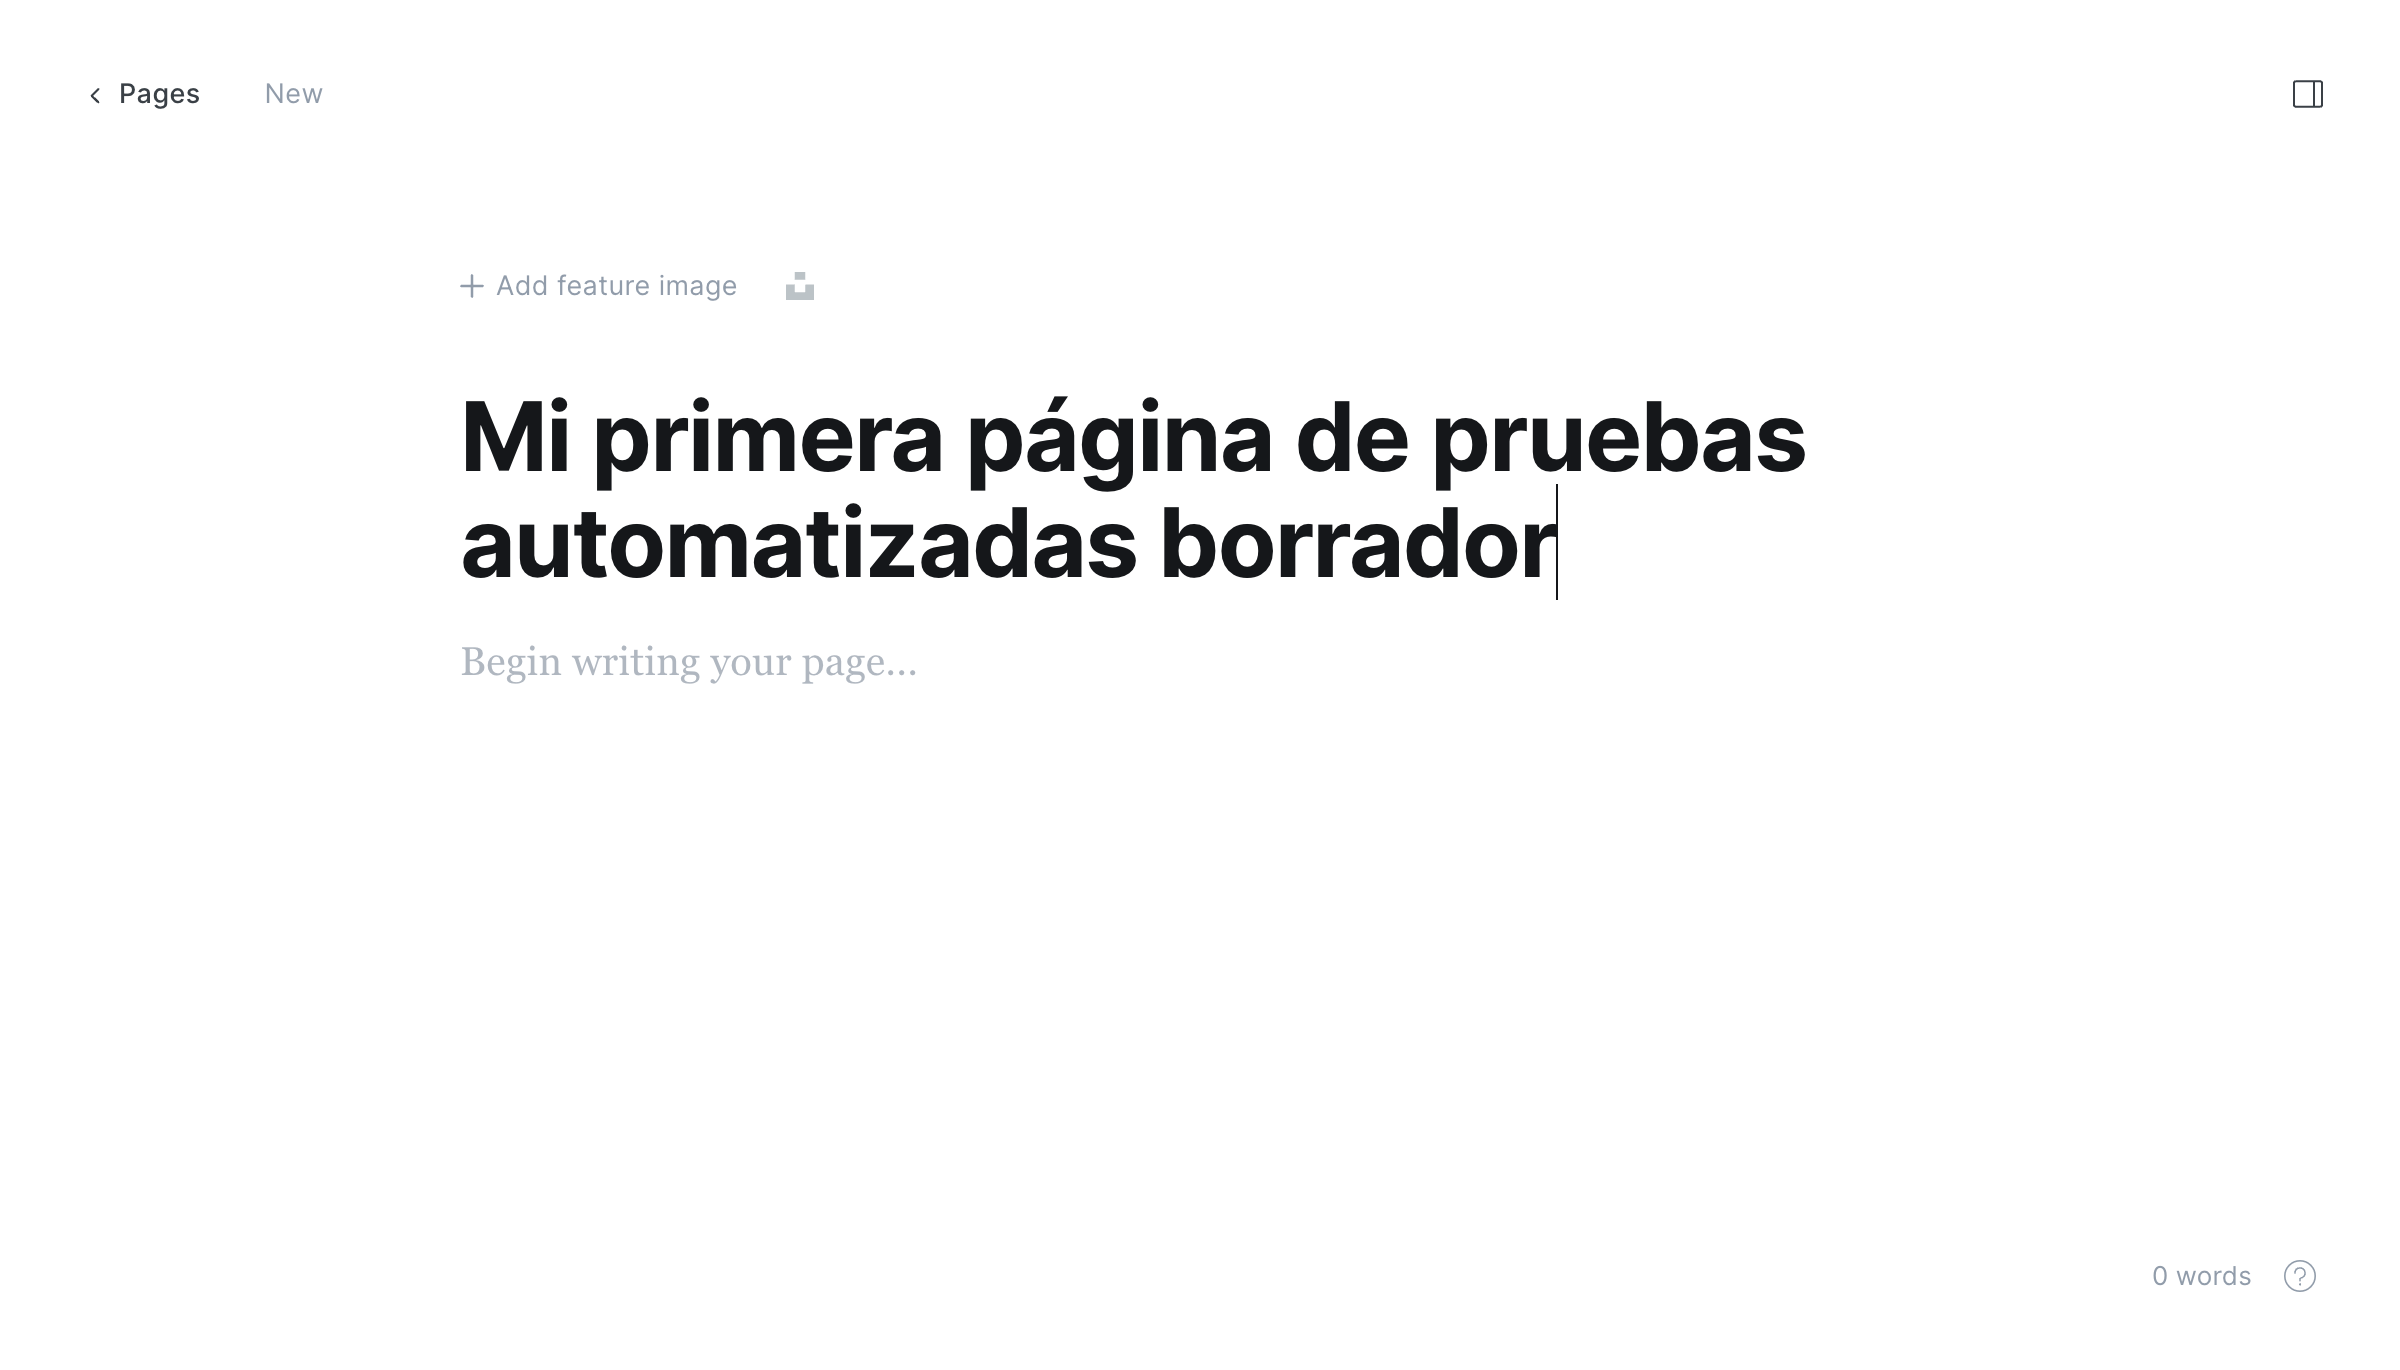 Pages New
Add feature image
Mi primera página de pruebas
automatizadas borrador
Begin writing your page...
0 words ?